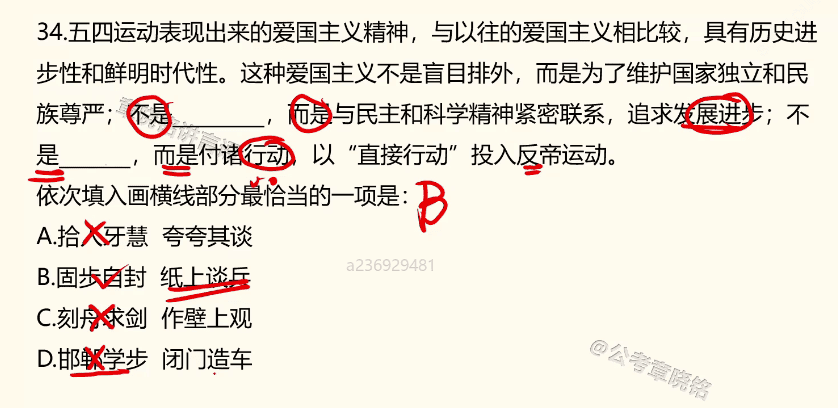 34.五四运动表现出来的爱国主义精神，与以往的爱国主义相比较，具有历史进
步性和鲜明时代性。这种爱国主义不是盲目排外，而是为了维护国家独立和民
族尊严；不是________，而是与民主和科学精神紧密联系，追求发展进步；不
是______，而是付诸行动，以“直接行动”投入反帝运动。
依次填入画横线部分最恰当的一项是：B
A.拾人牙慧 夸夸其谈
B.固步自封 纸上谈兵
a236929481
C.刻舟求剑 作壁上观
D.邯郸学步 闭门造车
@公考章晓铭